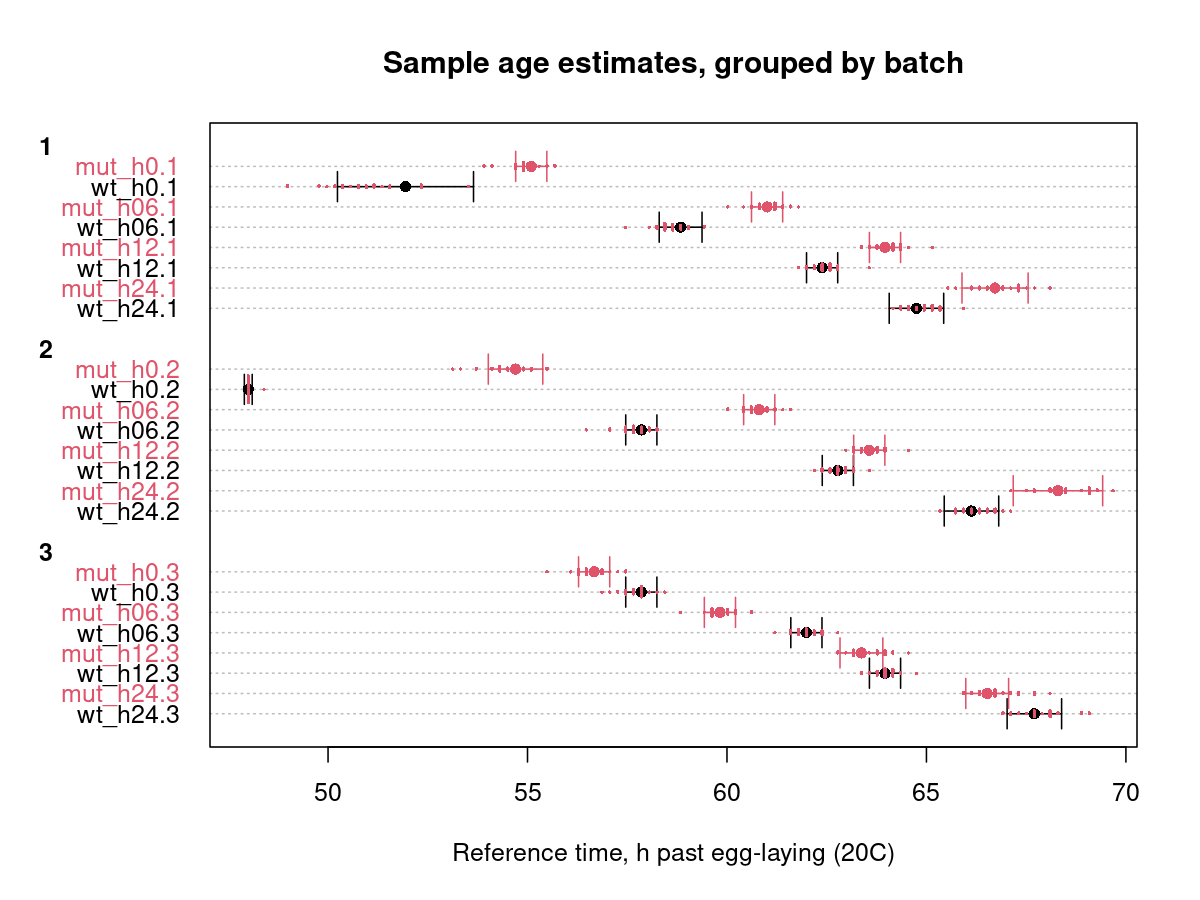 Sample age estimates, grouped by batch
1
mut_h0.1
wt_h0.1
mut_h06.1
wt_h06.1
mut_h12.1
wt_h12.1
mut_h24.1
wt_h24.1
2
mut_h0.2
wt_h0.2
mut_h06.2
wt_h06.2
mut_h12.2
wt_h12.2
mut_h24.2
wt_h24.2
3
mut_h0.3
wt_h0.3
mut_h06.3
wt_h06.3
mut_h12.3
wt_h12.3
mut_h24.3
wt_h24.3
50 55 60 65 70
Reference time, h past egg-laying (20C)